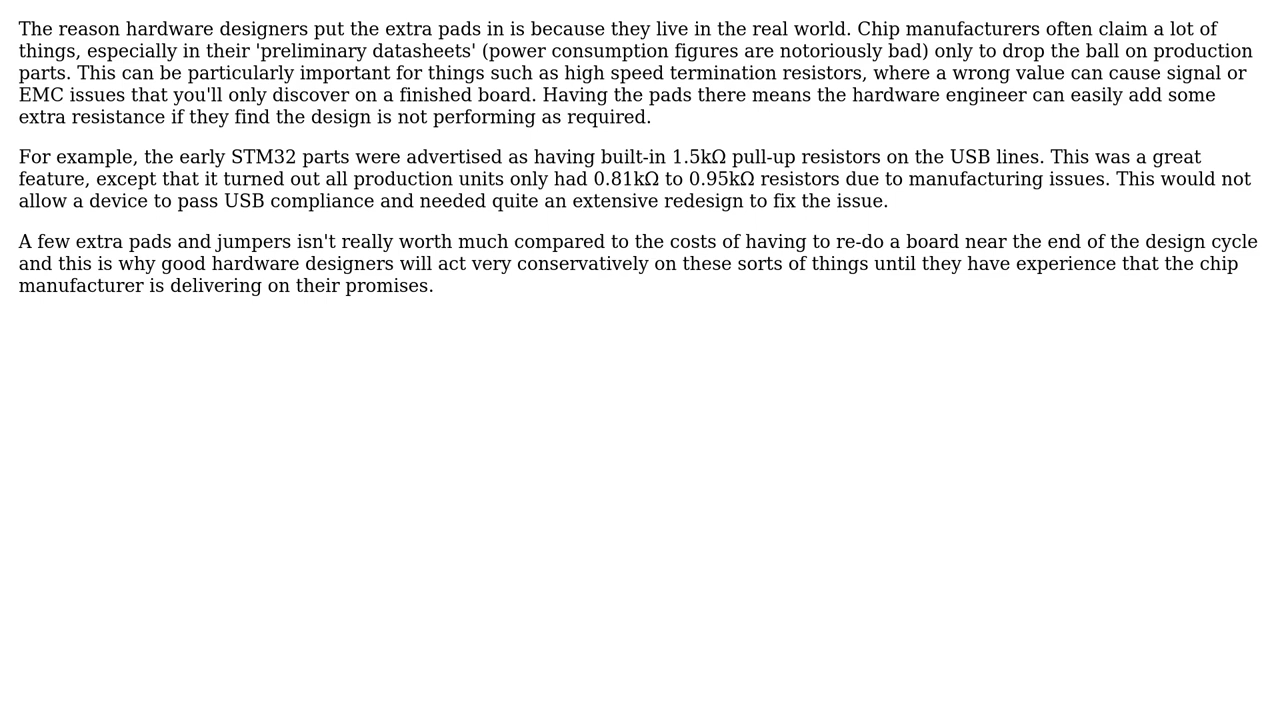 The reason hardware designers put the extra pads in is because they live in the real world. Chip manufacturers often claim a lot of
things, especially in their 'preliminary datasheets' (power consumption figures are notoriously bad) only to drop the ball on production
parts. This can be particularly important for things such as high speed termination resistors, where a wrong value can cause signal or
EMC issues that you'll only discover on a finished board. Having the pads there means the hardware engineer can easily add some
extra resistance if they find the design is not performing as required.
For example, the early STM32 parts were advertised as having built-in 1.5kΩ pull-up resistors on the USB lines. This was a great
feature, except that it turned out all production units only had 0.81kΩ to 0.95kΩ resistors due to manufacturing issues. This would not
allow a device to pass USB compliance and needed quite an extensive redesign to fix the issue.
A few extra pads and jumpers isn't really worth much compared to the costs of having to re-do a board near the end of the design cycle
and this is why good hardware designers will act very conservatively on these sorts of things until they have experience that the chip
manufacturer is delivering on their promises.